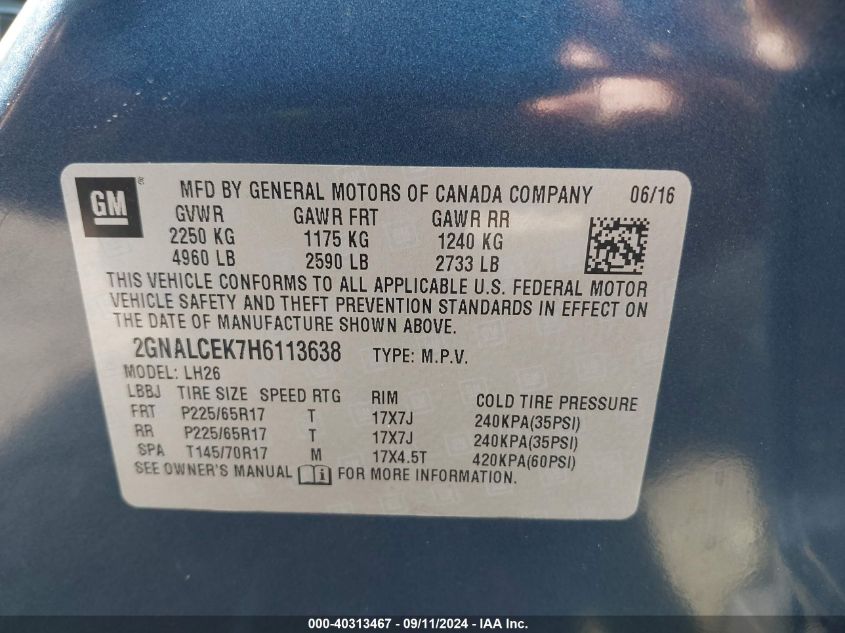 GM ®
MFD BY GENERAL MOTORS OF CANADA COMPANY 06/16
GVWR GAWR FRT GAWR RR
2250 KG 1175 KG 1240 KG
4960 LB 2590 LB 2733 LB
THIS VEHICLE CONFORMS TO ALL APPLICABLE U.S. FEDERAL MOTOR
VEHICLE SAFETY AND THEFT PREVENTION STANDARDS IN EFFECT ON
THE DATE OF MANUFACTURE SHOWN ABOVE.
2GNALCEK7H6113638 TYPE: M.P.V.
MODEL: LH26
LBBJ TIRE SIZE SPEED RTG RIM COLD TIRE PRESSURE
FRT P225/65R17 T 17X7J 240KPA(35PSI)
RR P225/65R17 T 17X7J 240KPA(35PSI)
SPA T145/70R17 M 17X4.5T 420KPA(60PSI)
SEE OWNER'S MANUAL FOR MORE INFORMATION.
000-40313467 - 09/11/2024 - IAA Inc.